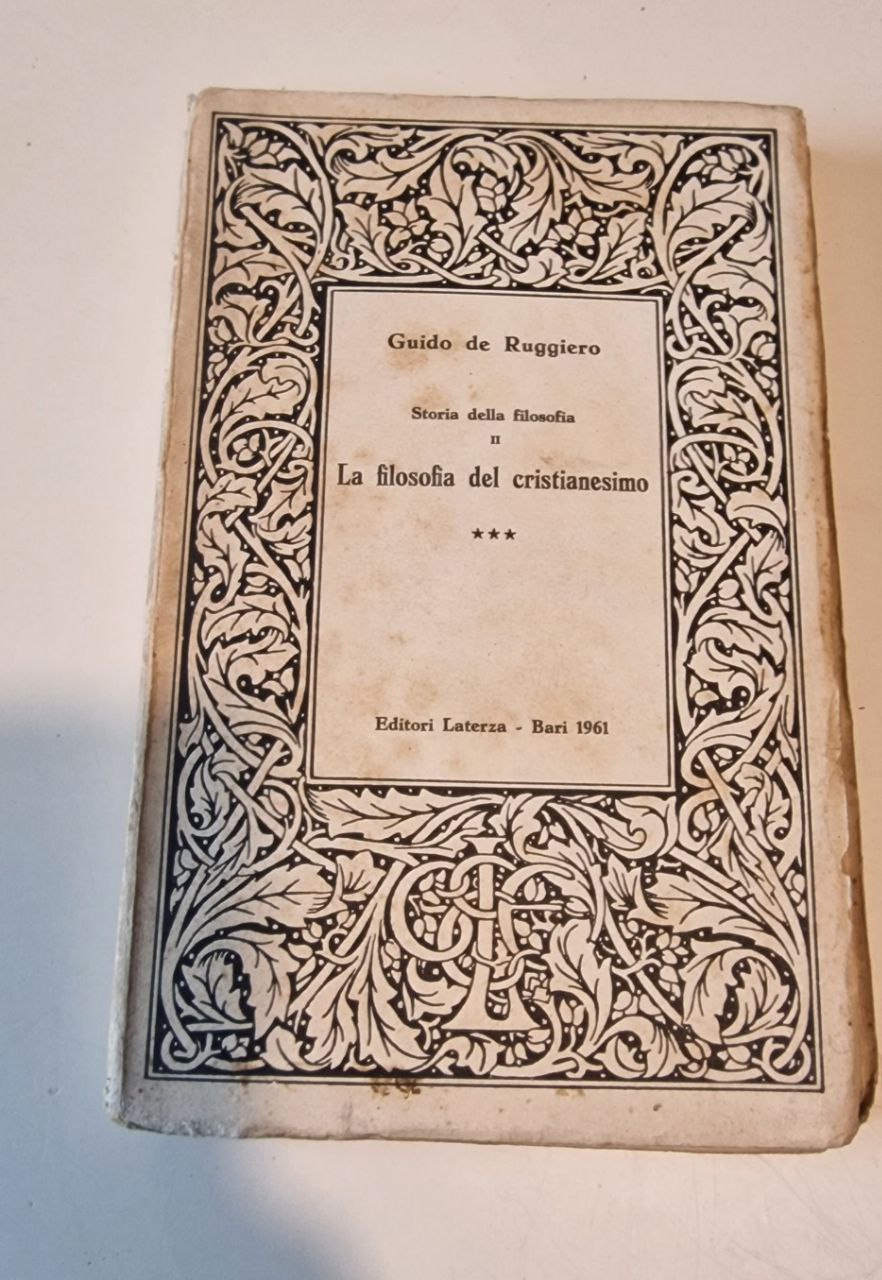 Guido de Ruggiero
Storia della filosofia
II
La filosofia del cristianesimo
★★★
Editori Laterza - Bari 1961